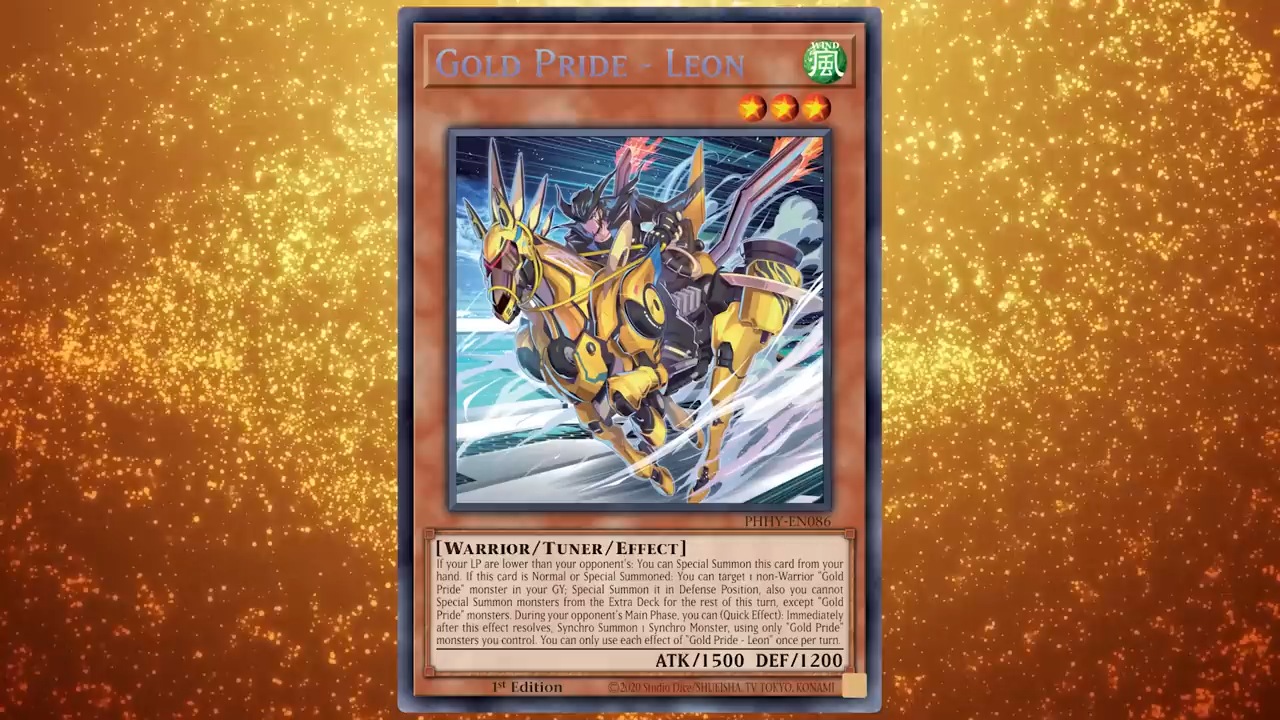 Gold Pride - Leon
WIND
風
PHHY-EN086
[Warrior/Tuner/Effect]
If your LP are lower than your opponent's: You can Special Summon this card from your
hand. If this card is Normal or Special Summoned: You can target 1 non-Warrior "Gold
Pride" monster in your GY; Special Summon it in Defense Position, also you cannot
Special Summon monsters from the Extra Deck for the rest of this turn, except "Gold
Pride" monsters. During your opponent's Main Phase, you can (Quick Effect): Immediately
after this effect resolves, Synchro Summon 1 Synchro Monster, using only "Gold Pride"
monsters you control. You can only use each effect of "Gold Pride - Leon" once per turn.
ATK/1500 DEF/1200
1st Edition
©2020 Studio Dice/SHUEISHA, TV TOKYO, KONAMI